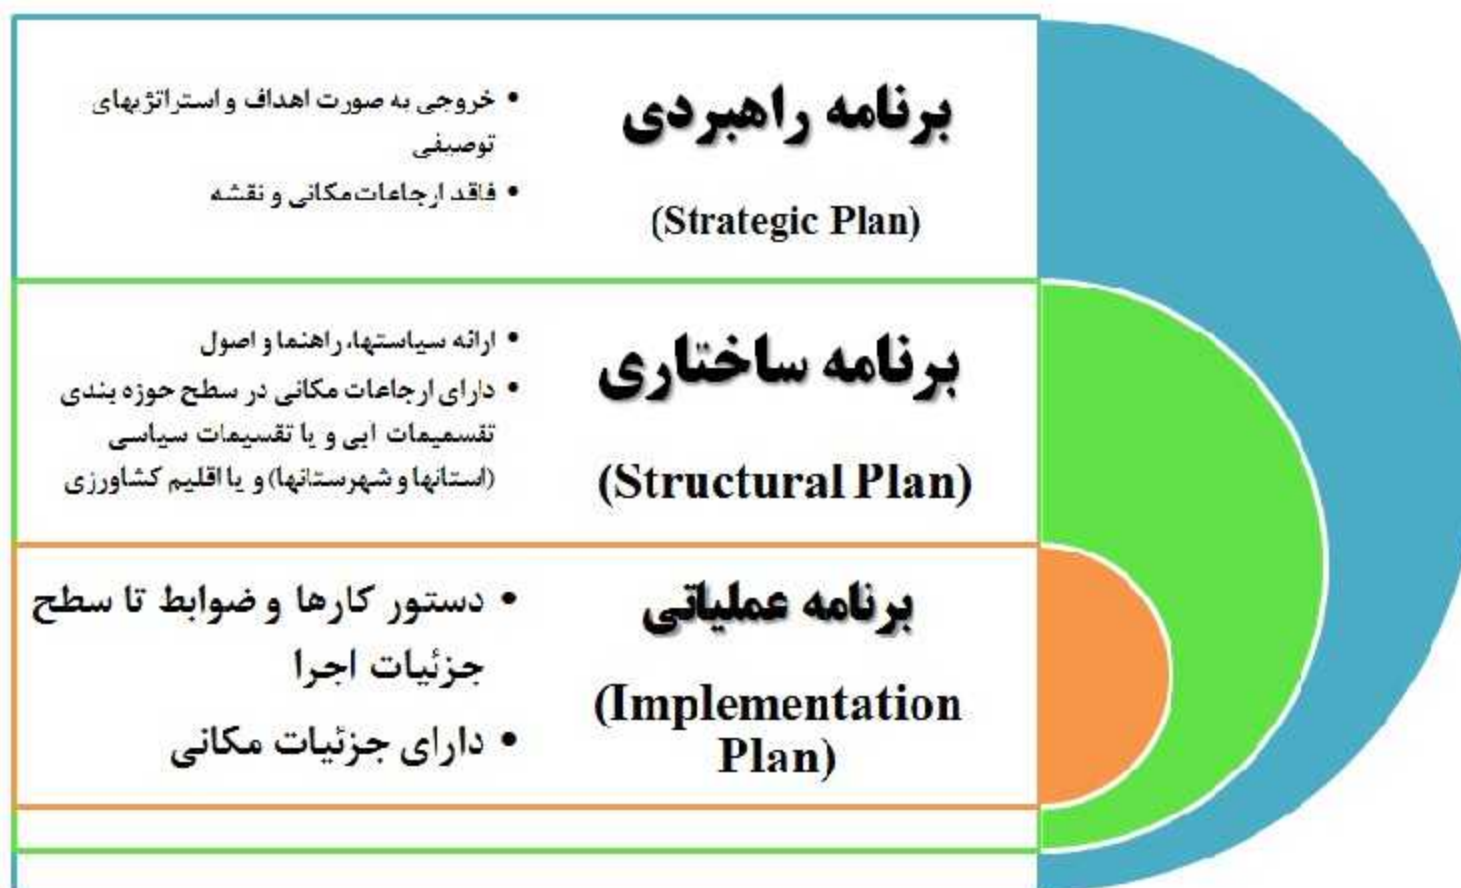 برنامه راهبردی
(Strategic Plan)
• خروجی به صورت اهداف و استراتژیهای
توصیفی
• فاقد ارجاعات مکانی و نقشه
برنامه ساختاری
(Structural Plan)
• ارائه سیاستها، راهنما و اصول
• دارای ارجاعات مکانی در سطح حوزه بندی
تقسمیمات ابی و یا تقسیمات سیاسی
(استانها و شهرستانها) و یا اقلیم کشاورزی
برنامه عملیاتی
(Implementation
Plan)
• دستور کارها و ضوابط تا سطح
جزئیات اجرا
• دارای جزئیات مکانی